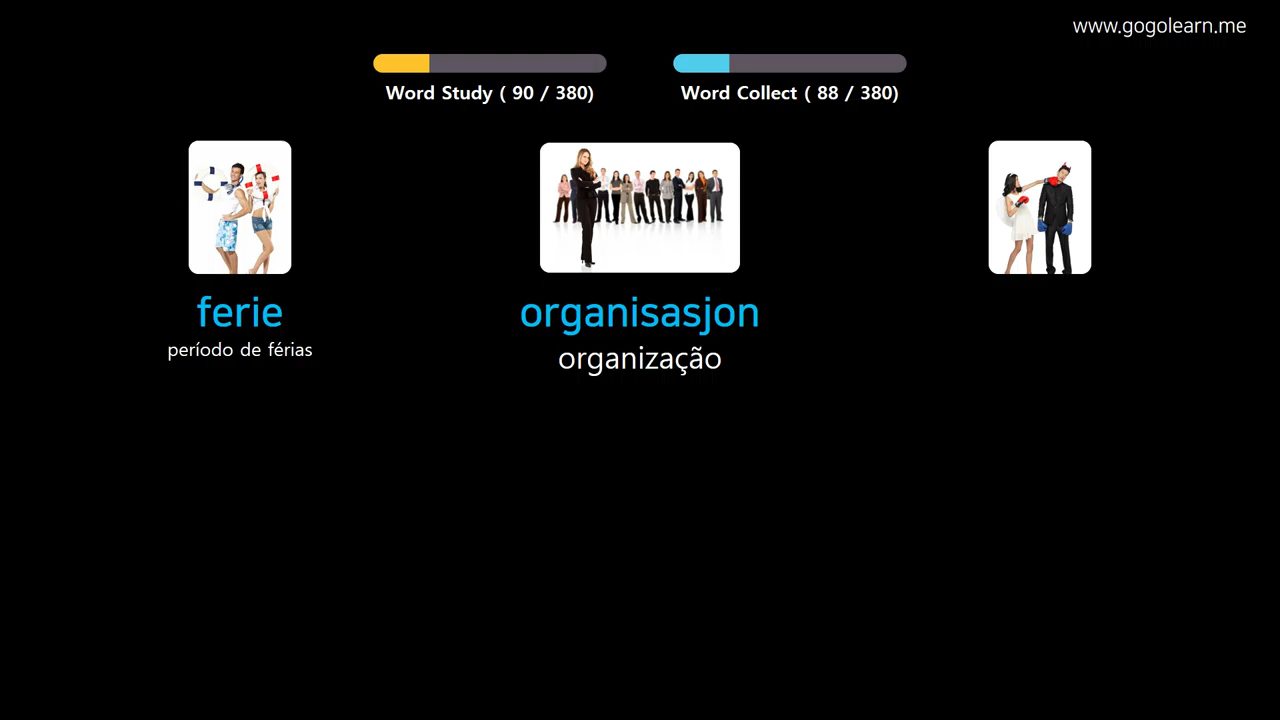 www.gogolearn.me
Word Study ( 90 / 380)
Word Collect ( 88 / 380)
ferie
período de férias
organisasjon
organização